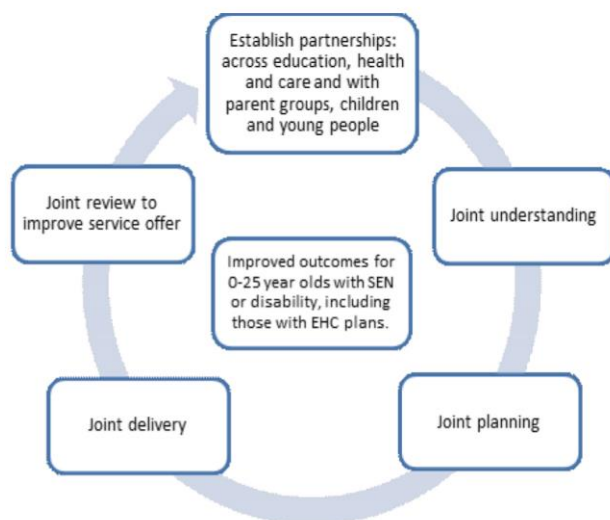 Establish partnerships:
across education, health
and care and with
parent groups, children
and young people
Joint review to
improve service offer
Joint understanding
Improved outcomes for
0-25 year olds with SEN
or disability, including
those with EHC plans.
Joint delivery
Joint planning